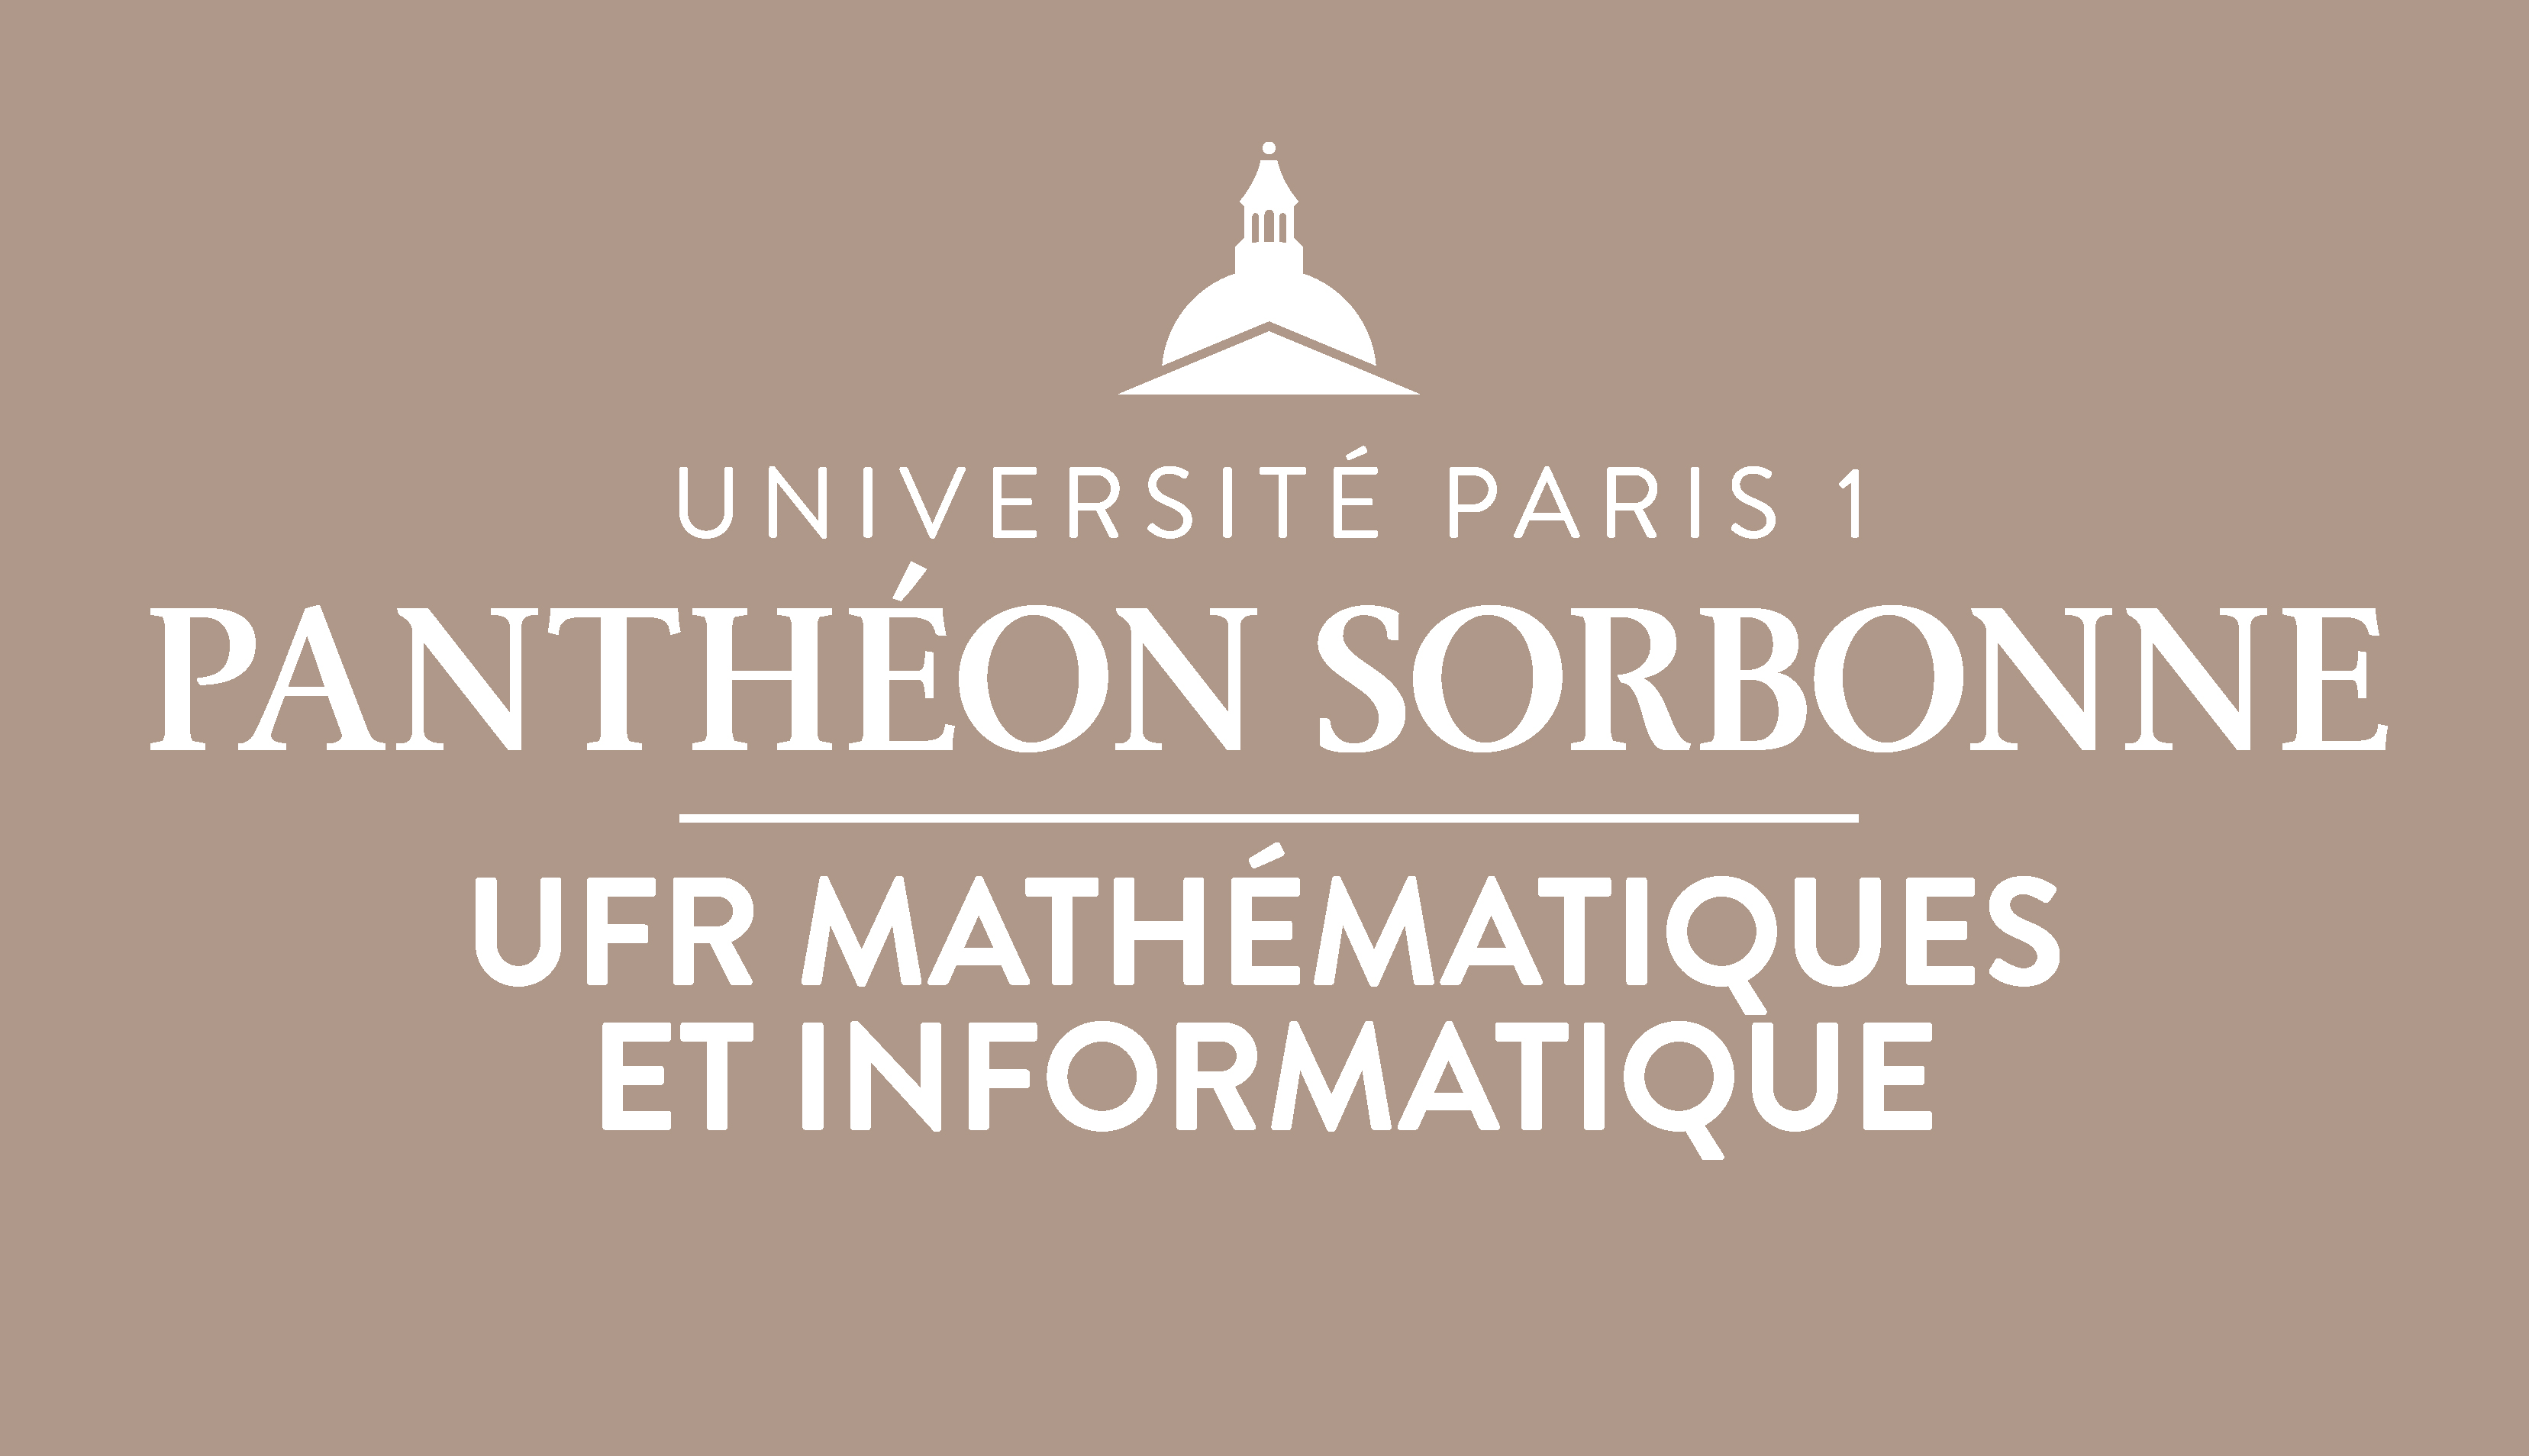 UNIVERSITÉ PARIS 1
PANTHÉON SORBONNE
UFR MATHÉMATIQUES
ET INFORMATIQUE